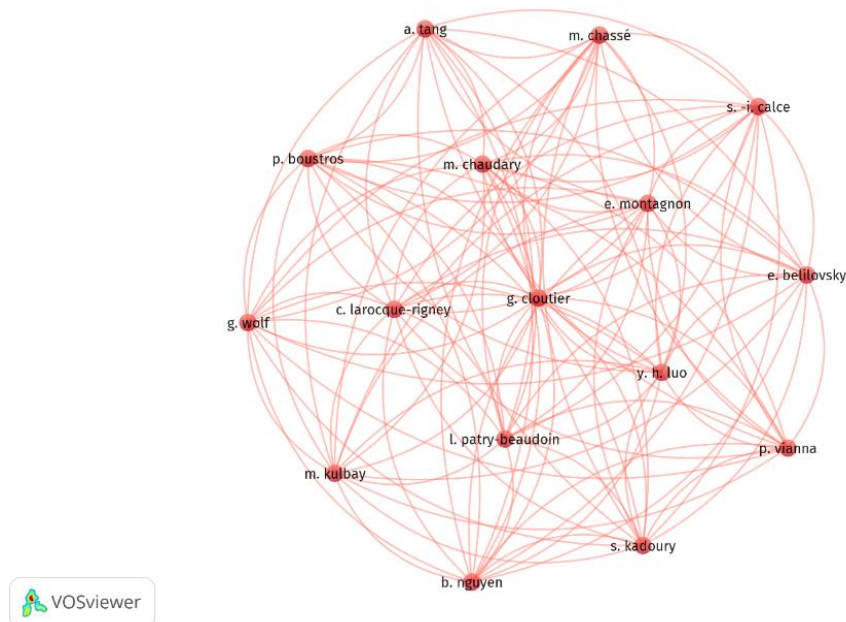 a. tang
m. chassé
s. -i. calce
p. boustros
m. chaudary
e. montagnon
e. belilovsky
g. cloutier
c. larocque-rigney
g. wolf
y. h. luo
l. patry-beaudoin
p. vianna
m. kulbay
s. kadoury
b. nguyen
VOSviewer